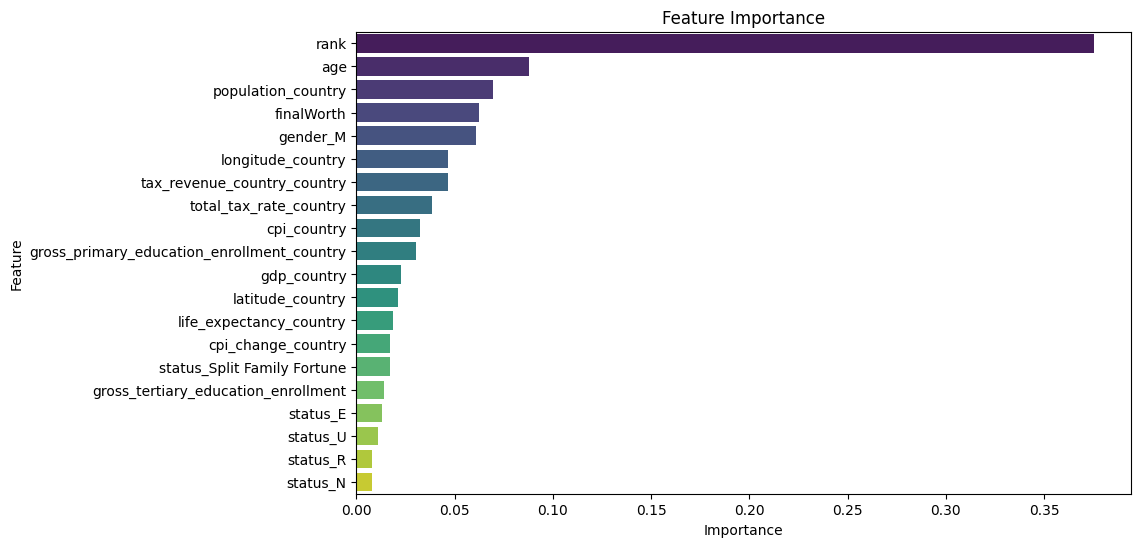 Feature Importance
Feature
rank
age
population_country
finalWorth
gender_M
longitude_country
tax_revenue_country_country
total_tax_rate_country
cpi_country
gross_primary_education_enrollment_country
gdp_country
latitude_country
life_expectancy_country
cpi_change_country
status_Split Family Fortune
gross_tertiary_education_enrollment
status_E
status_U
status_R
status_N
0.00 0.05 0.10 0.15 0.20 0.25 0.30 0.35
Importance